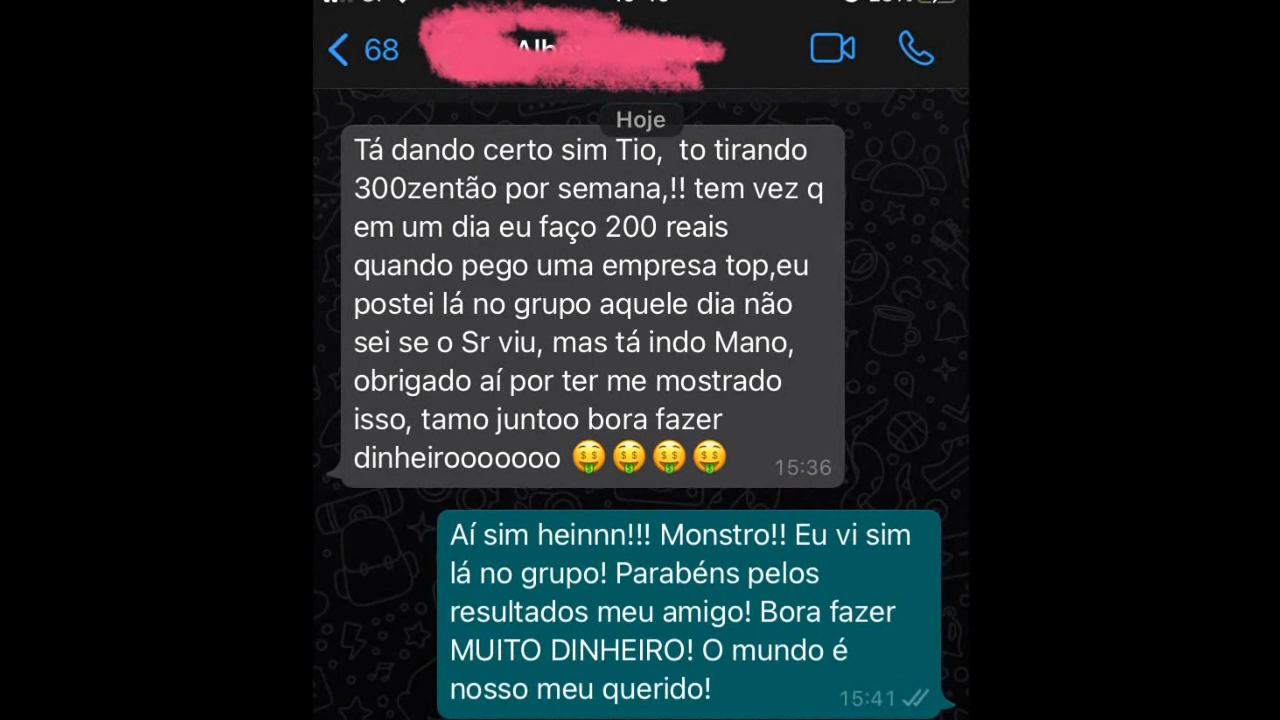 68
Hoje
Tá dando certo sim Tio,  to tirando
300zentão por semana,!! tem vez q
em um dia eu faço 200 reais
quando pego uma empresa top,eu
postei lá no grupo aquele dia não
sei se o Sr viu, mas tá indo Mano,
obrigado aí por ter me mostrado
isso, tamo juntoo bora fazer
dinheirooooooo 🤑🤑🤑🤑
15:36
Aí sim heinnn!!! Monstro!! Eu vi sim
lá no grupo! Parabéns pelos
resultados meu amigo! Bora fazer
MUITO DINHEIRO! O mundo é
nosso meu querido!
15:41